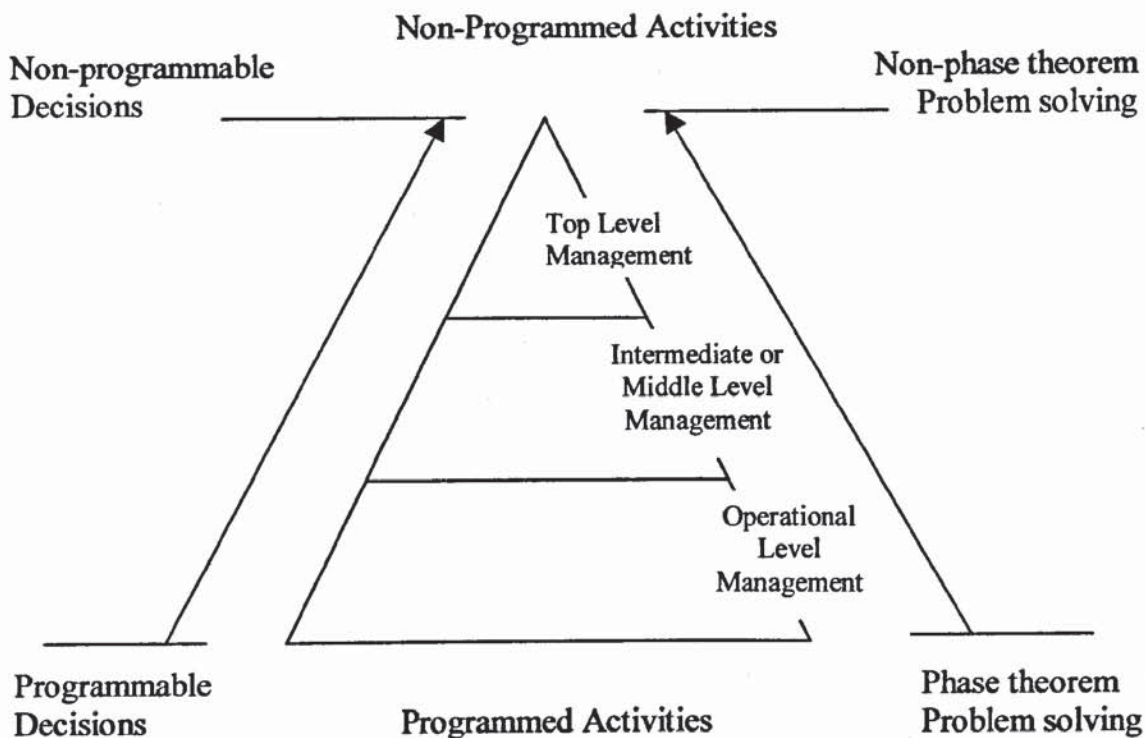 Non-Programmed Activities
Non-programmable
Decisions
Non-phase theorem
Problem solving
Top Level
Management
Intermediate or
Middle Level
Management
Operational
Level
Management
Programmable
Decisions
Programmed Activities
Phase theorem
Problem solving